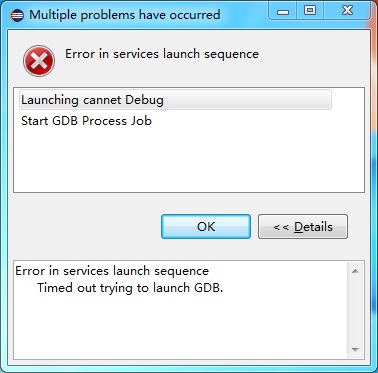 Multiple problems have occurred
Error in services launch sequence
Launching cannet Debug
Start GDB Process Job
OK
<< Details
Error in services launch sequence
Timed out trying to launch GDB.